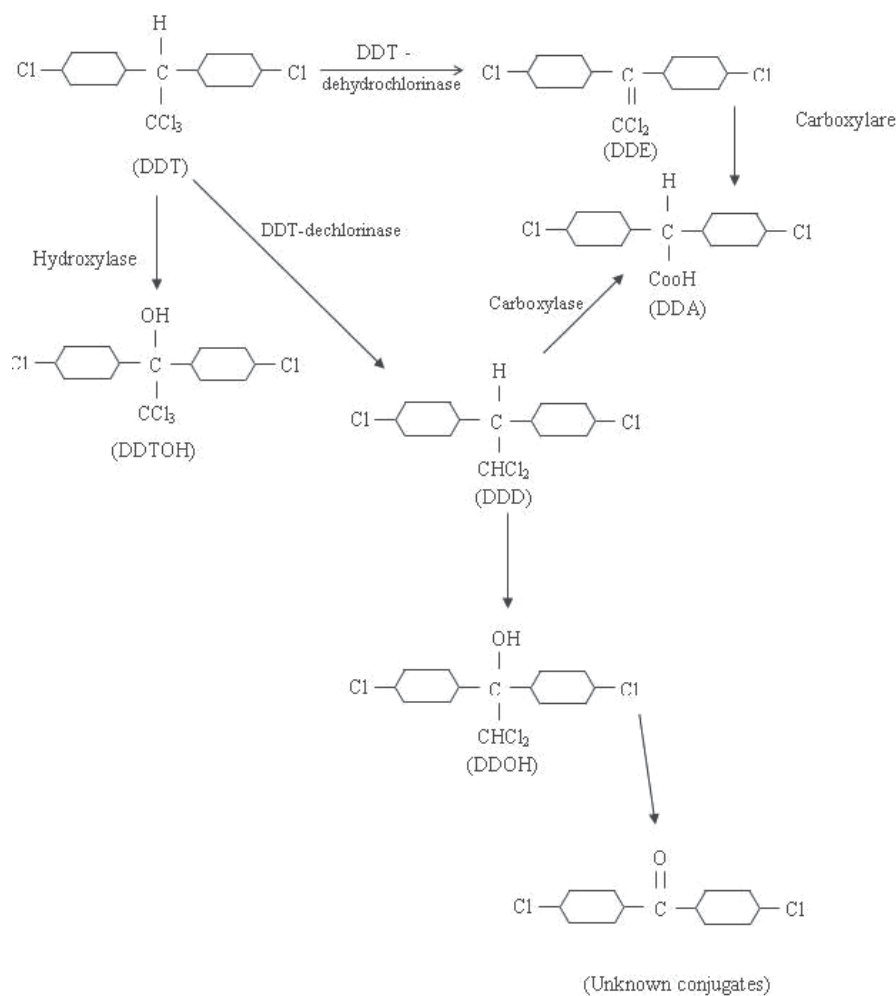 H
DDT -
Cl C Cl
dehydrochlorinase
Cl C Cl
CCl₃
(DDT)
CCl₂
(DDE)
Carboxylare
H
DDT-dechlorinase
Cl C Cl
Hydroxylase
CooH
(DDA)
Carboxylase
OH
Cl C Cl
CCl₃
(DDTOH)
H
Cl C Cl
CHCl₂
(DDD)
OH
Cl C Cl
CHCl₂
(DDOH)
O
Cl C Cl
(Unknown conjugates)